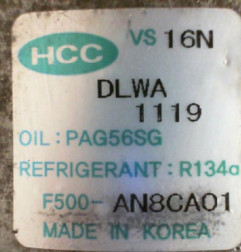 HCC VS 16N
DLWA
1119
OIL : PAG56SG
REFRIGERANT : R134a
F500- AN8CA01
MADE IN KOREA